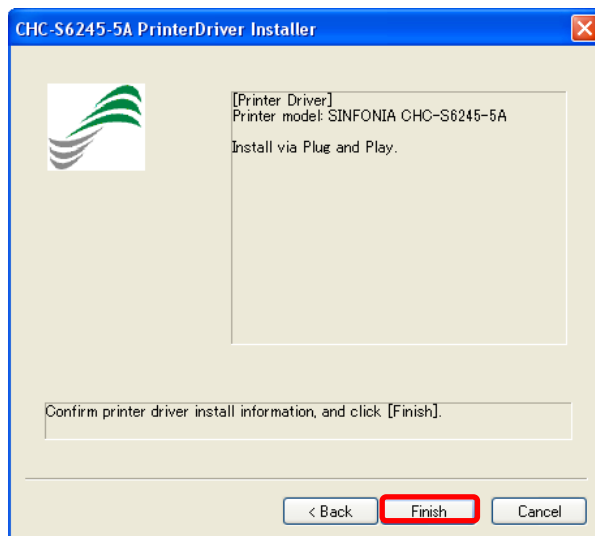 CHC-S6245-5A PrinterDriver Installer
[Printer Driver]
Printer model: SINFONIA CHC-S6245-5A
Install via Plug and Play.
Confirm printer driver install information, and click [Finish].
< Back
Finish
Cancel